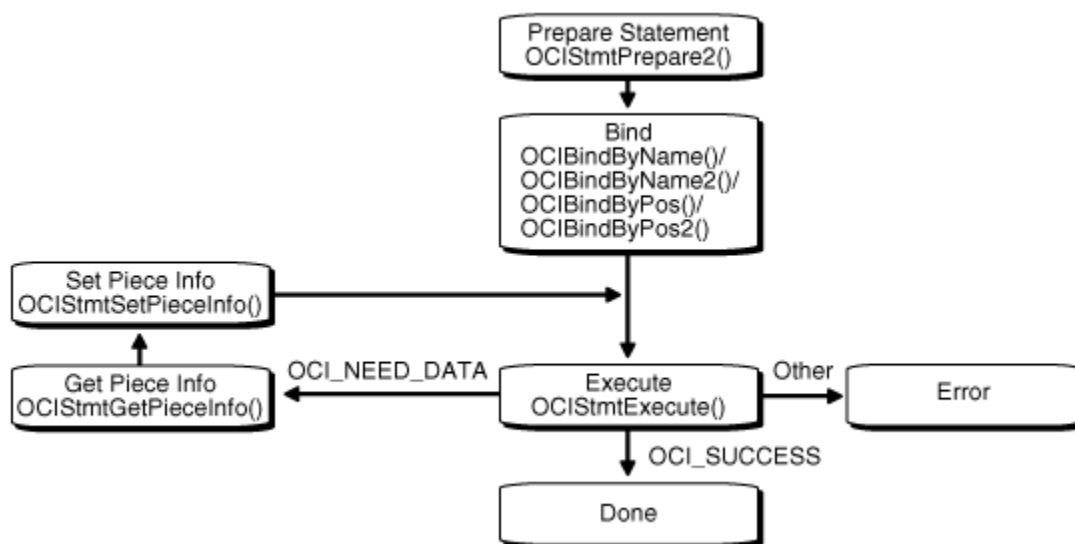 Prepare Statement
OCIStmtPrepare2()
Bind
OCIBindByName()/
OCIBindByName2()/
OCIBindByPos()/
OCIBindByPos2()
Set Piece Info
OCIStmtSetPieceInfo()
Get Piece Info
OCIStmtGetPieceInfo()
OCI_NEED_DATA
Execute
OCIStmtExecute()
Other
Error
OCI_SUCCESS
Done